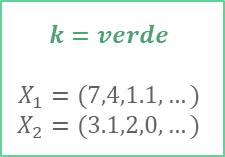 k = verde
X₁ = (7,4,1.1, ... )
X₂ = (3.1,2,0, ... )